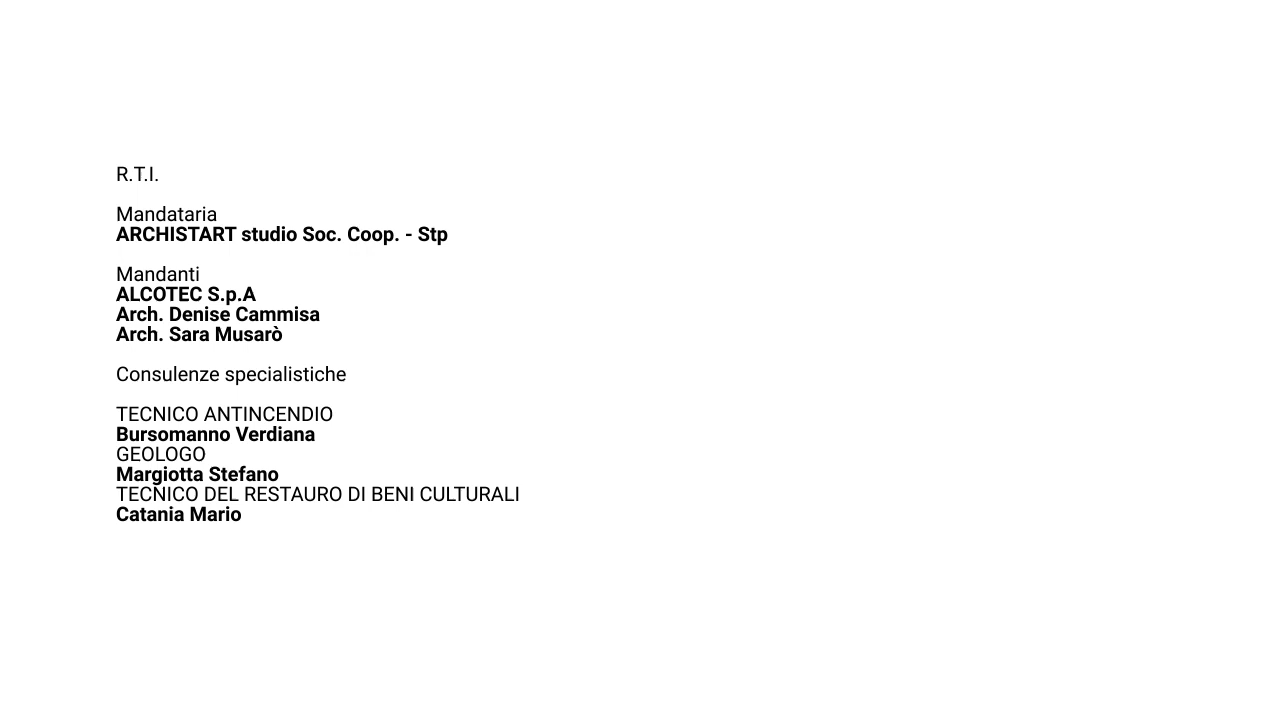 R.T.I.
Mandataria
ARCHISTART studio Soc. Coop. - Stp
Mandanti
ALCOTEC S.p.A
Arch. Denise Cammisa
Arch. Sara Musarò
Consulenze specialistiche
TECNICO ANTINCENDIO
Bursomanno Verdiana
GEOLOGO
Margiotta Stefano
TECNICO DEL RESTAURO DI BENI CULTURALI
Catania Mario